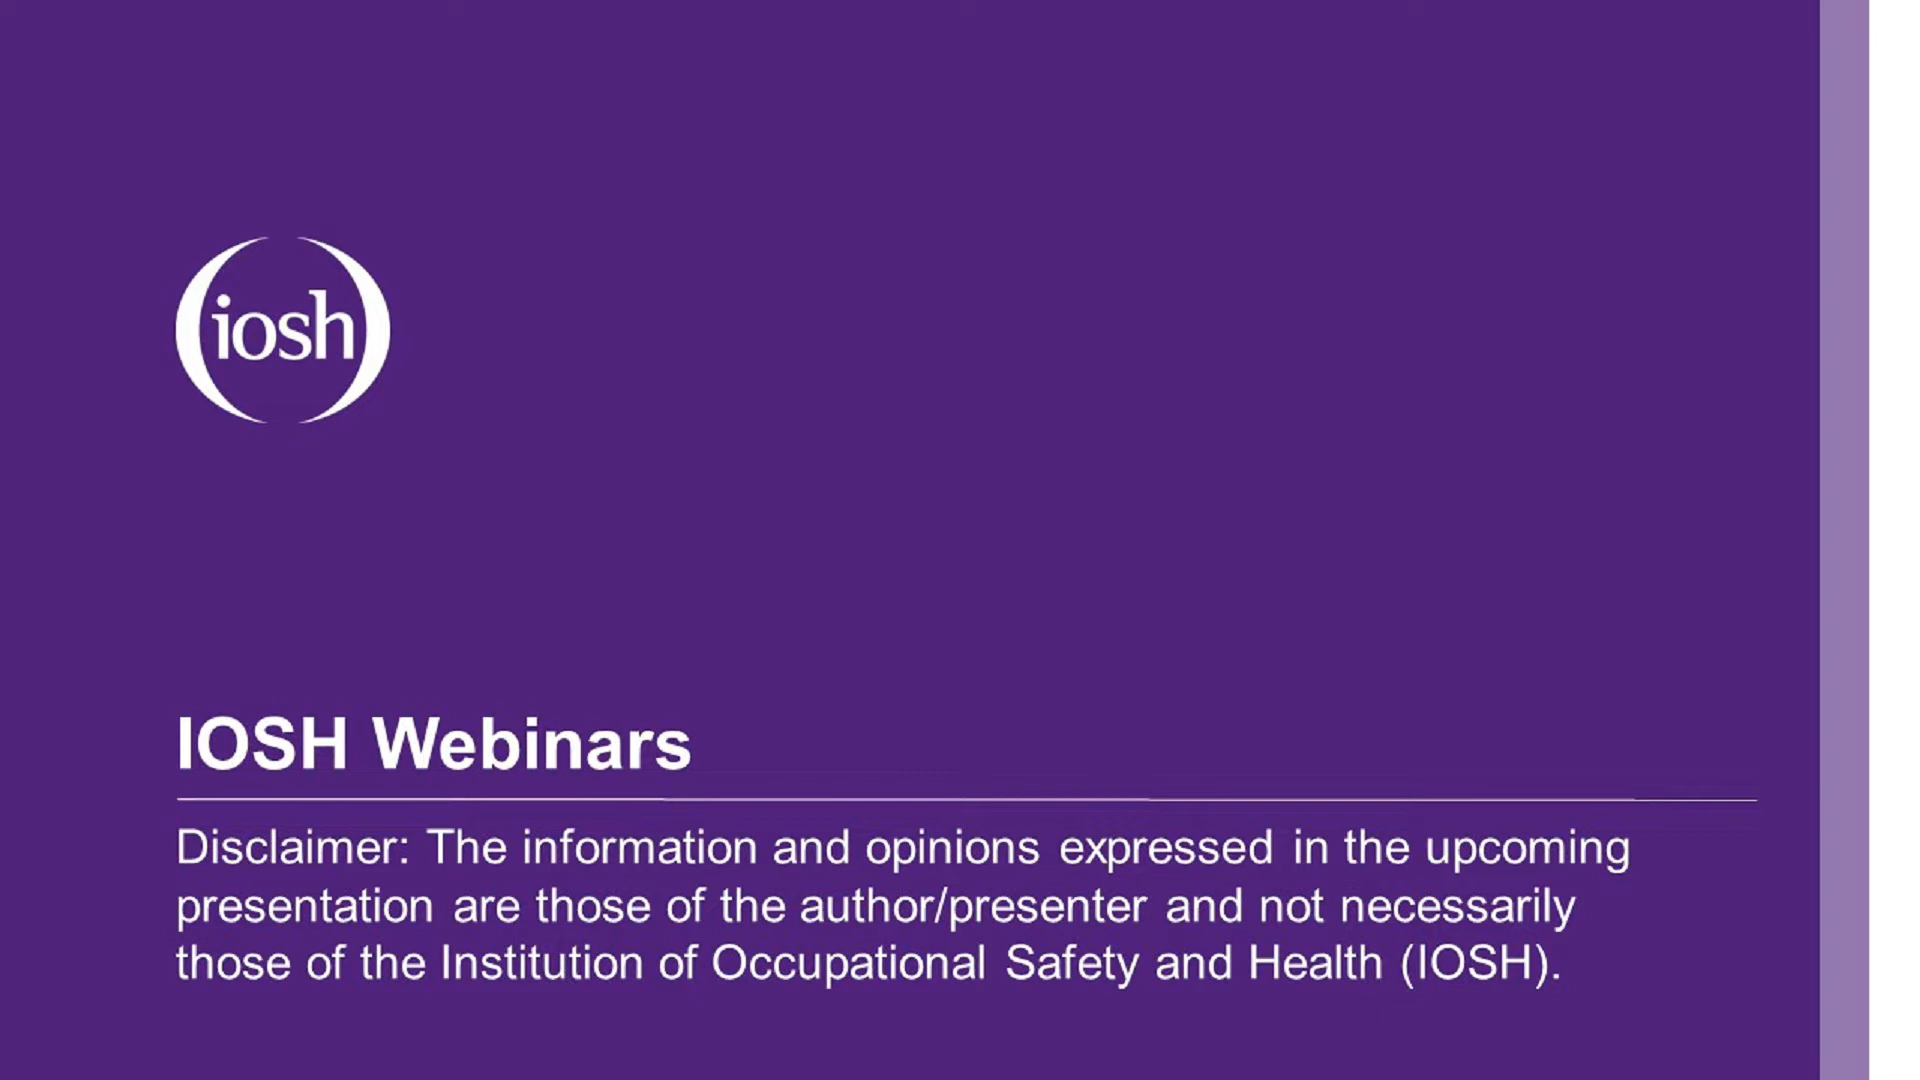 iosh
IOSH Webinars
Disclaimer: The information and opinions expressed in the upcoming
presentation are those of the author/presenter and not necessarily
those of the Institution of Occupational Safety and Health (IOSH).